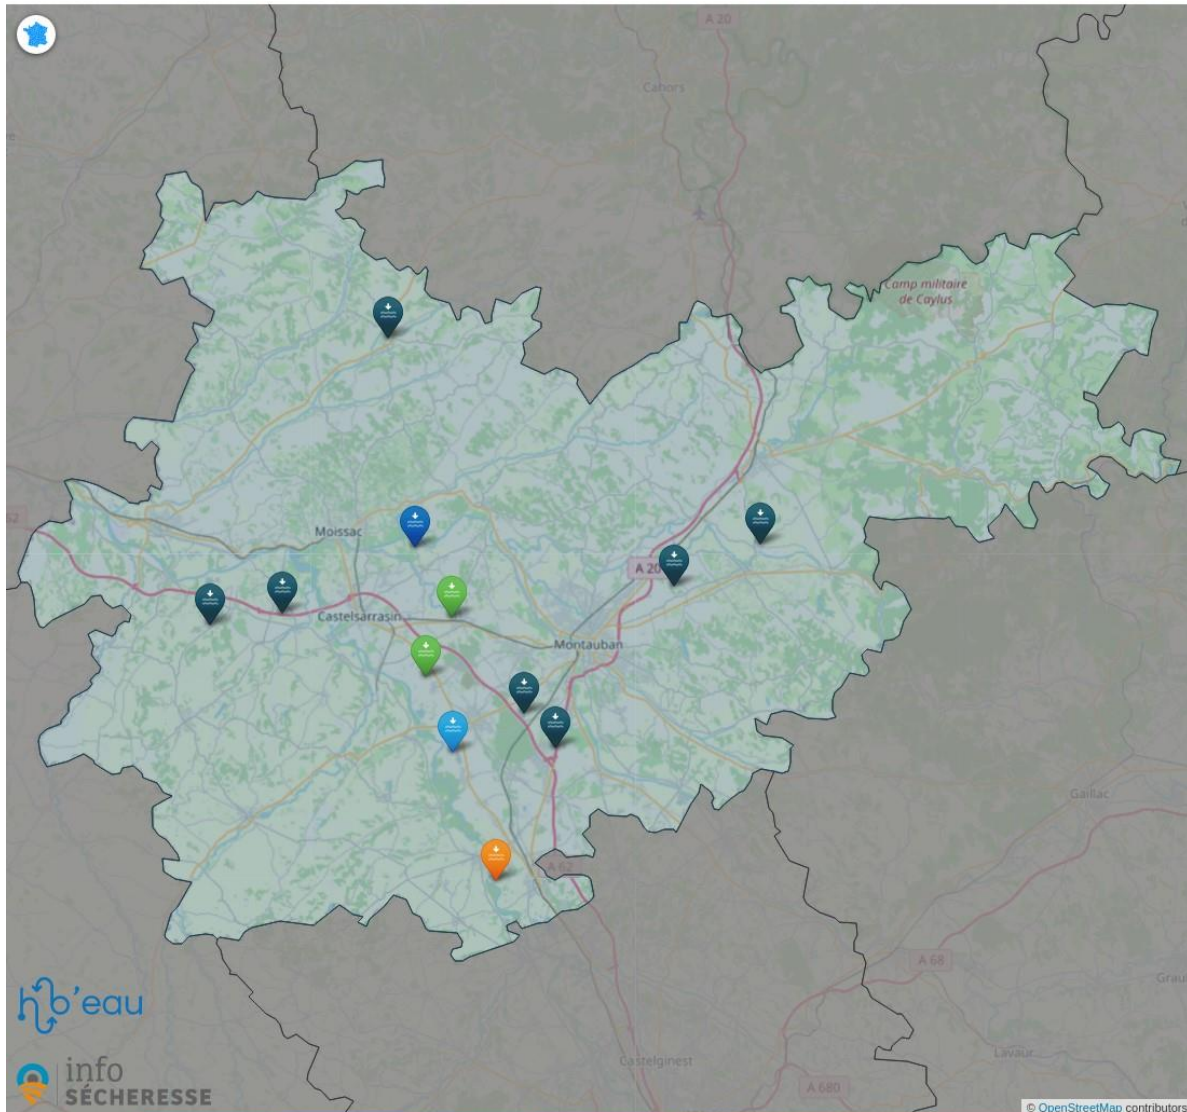 A 20
Cahors
Camp militaire
de Caylus
62
Moissac
A 20
Castelsarrasin
Montauban
Gaillac
A 62
A 68
Grau
h b'eau
Castelginest
Lavaur
info
SÉCHERESSE
A 680
© OpenStreetMap contributors